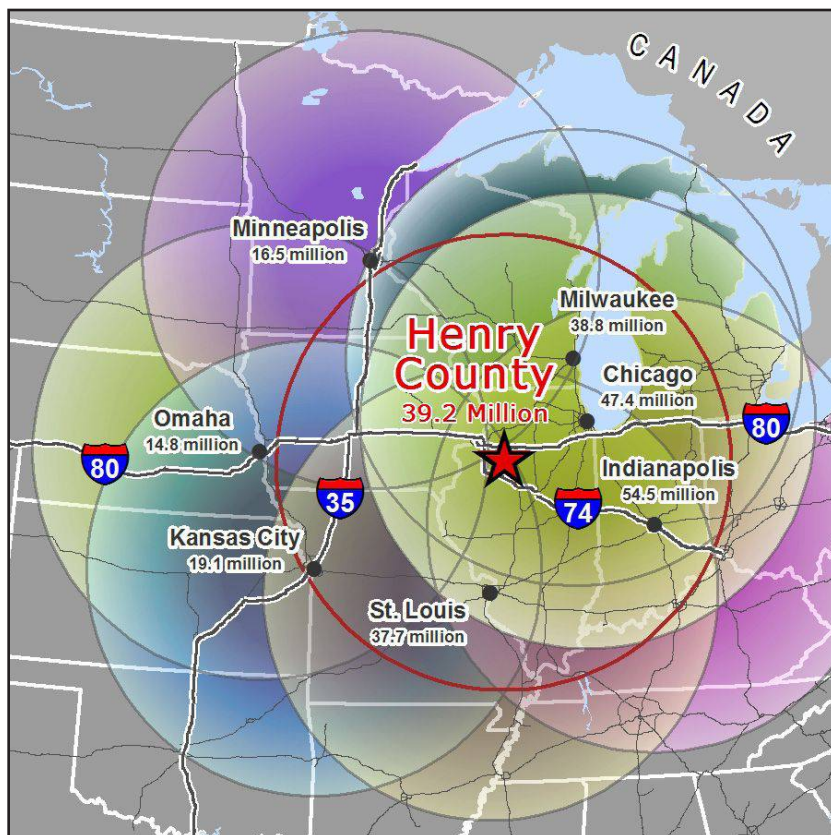 CANADA
Minneapolis
16.5 million
Milwaukee
38.8 million
Henry
County
39.2 Million
Chicago
47.4 million
Omaha
14.8 million
80
80
35
74
Indianapolis
54.5 million
Kansas City
19.1 million
St. Louis
37.7 million